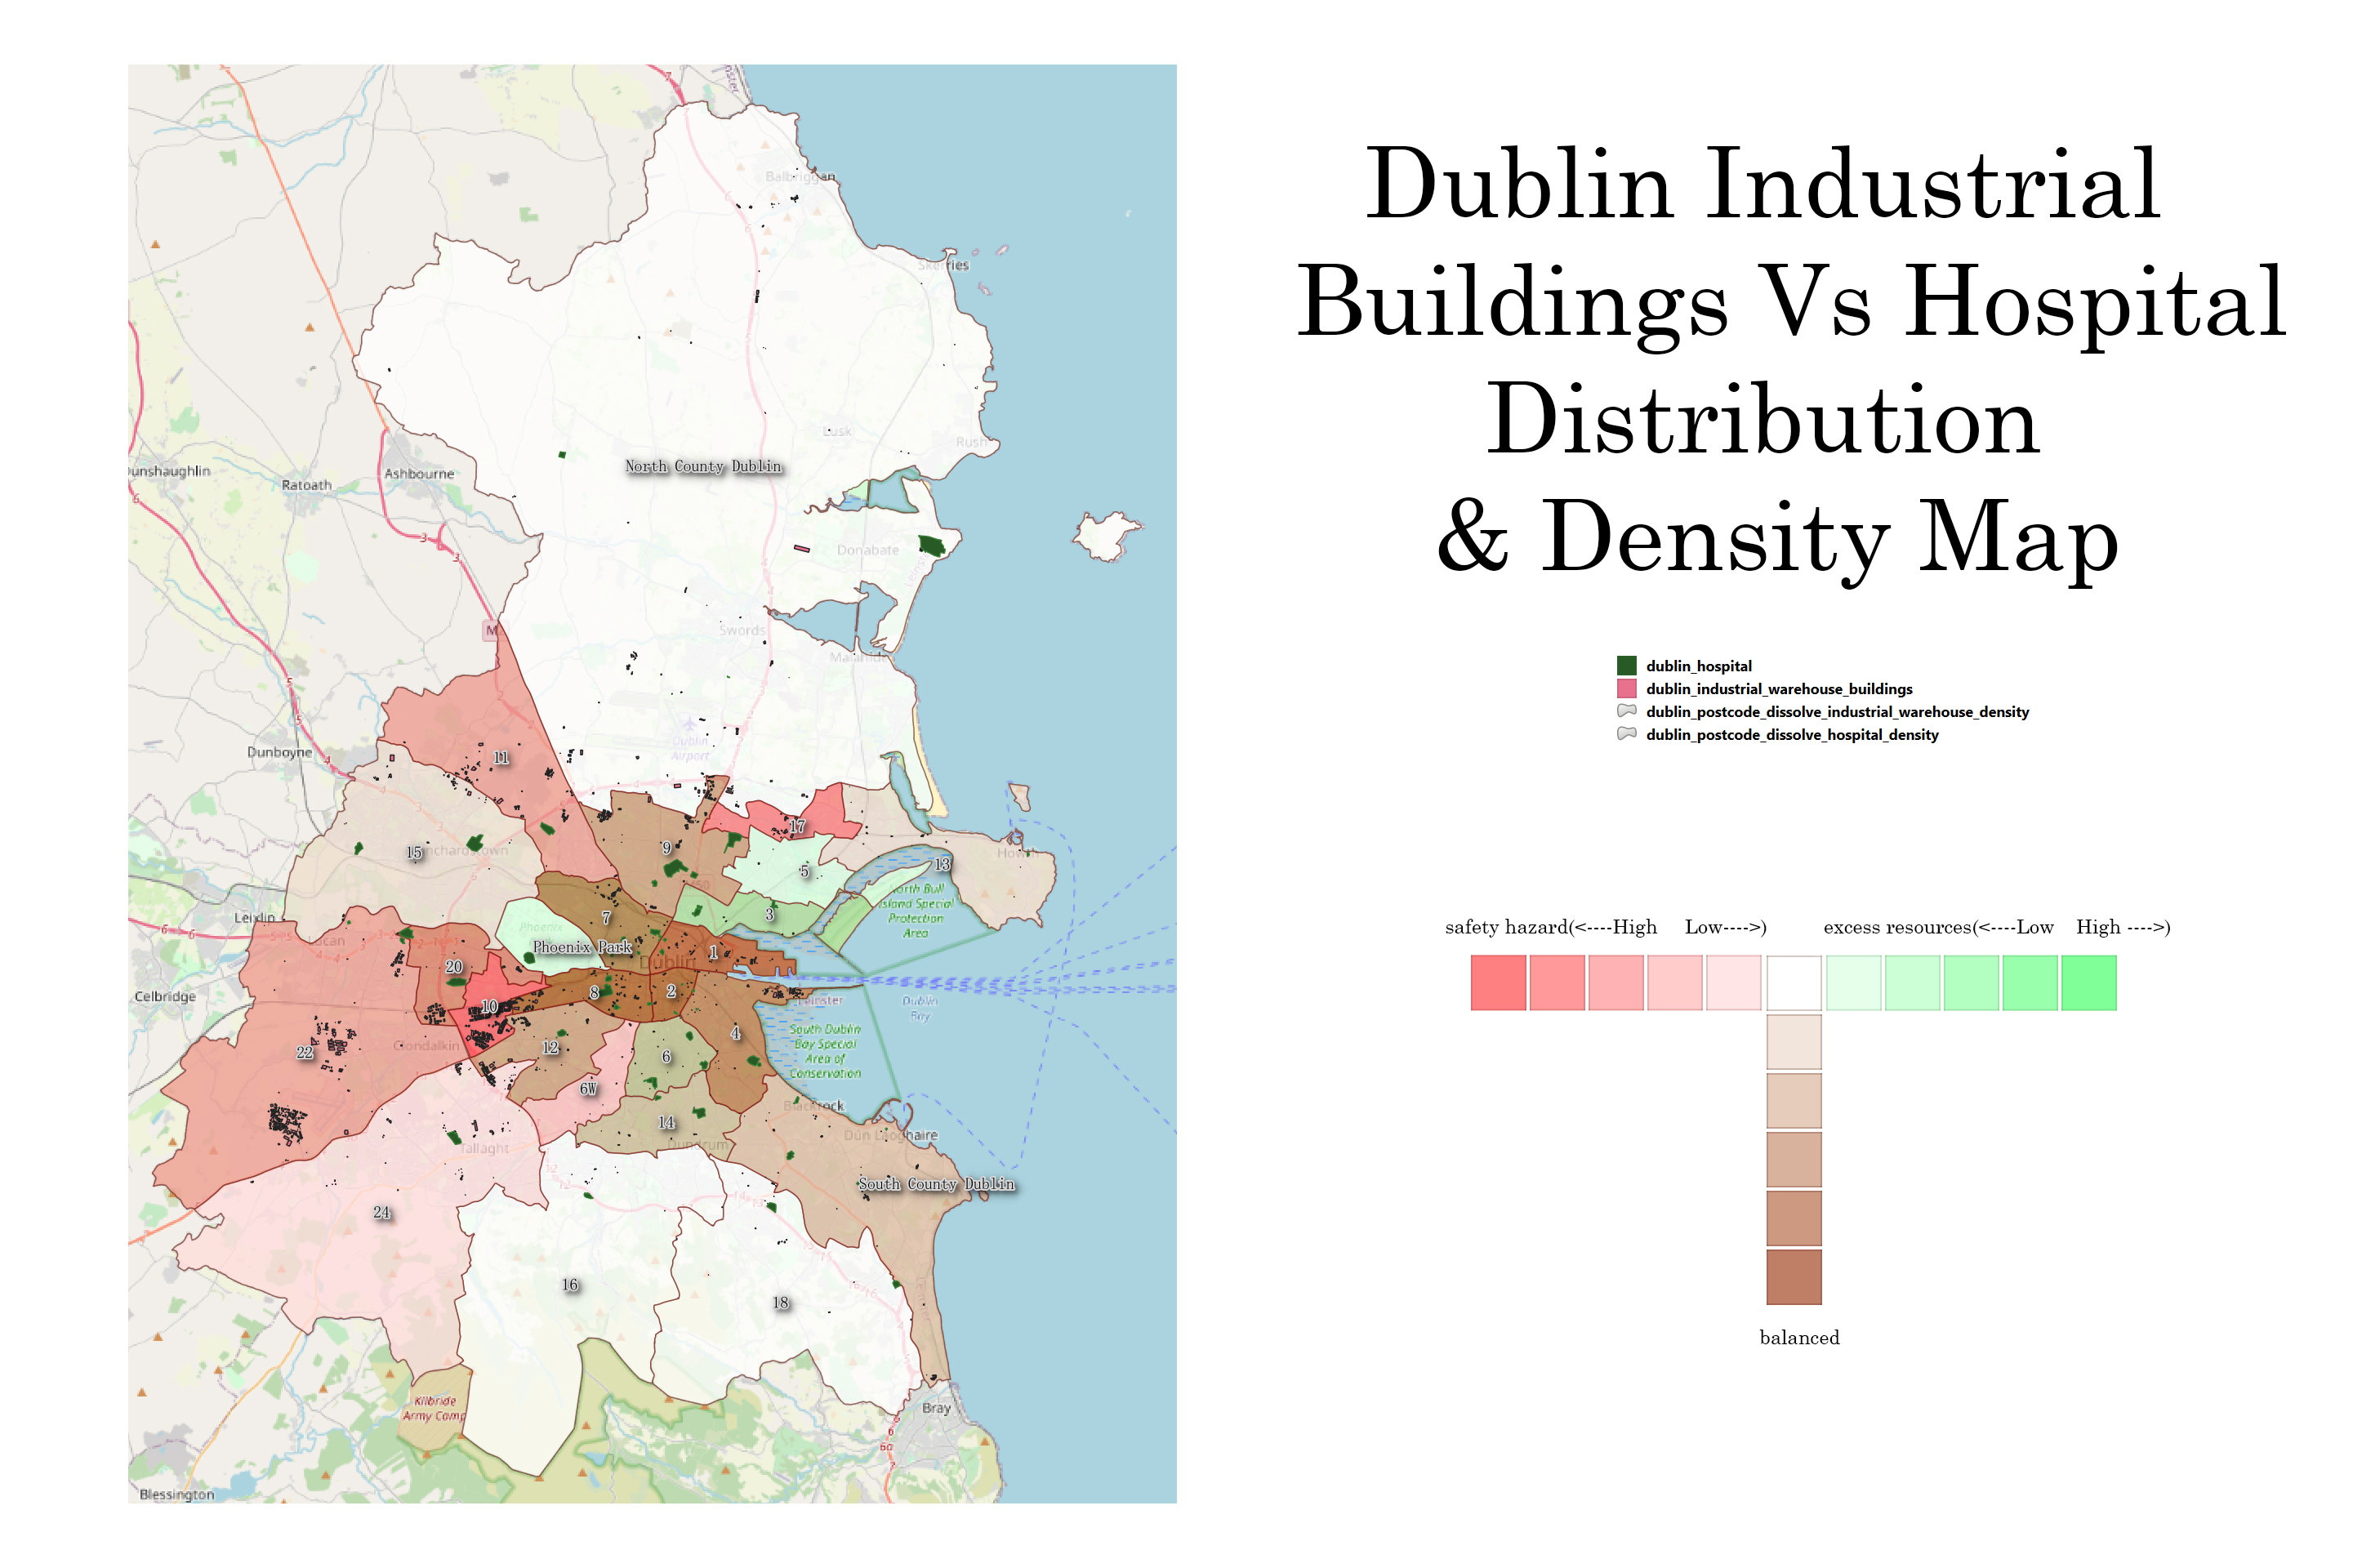 Dublin Industrial
Buildings Vs Hospital
Distribution
& Density Map
dublin_hospital
dublin_industrial_warehouse_buildings
dublin_postcode_dissolve_industrial_warehouse_density
dublin_postcode_dissolve_hospital_density
safety hazard(<----High Low---->)
excess resources(<----Low High ---->)
balanced
Balbriggan
Skerries
Lusk
Rush
North County Dublin
unshaughlin
Ratoath
Ashbourne
Donabate
Swords
Malahide
Dublin
Airport
Dunboyne
11
17
9
15
nchardstown
5
13
Howth
North Bull
Island Special
Protection
Area
3
7
Leixlip
Lucan
Phoenix
Phoenix Park
1
Dublin
20
Celbridge
10
8
2
Leinster
Dublin
Bay
4
South Dublin
Bay Special
Area of
Conservation
22
Clondalkin
12
6
6W
Blackrock
14
Dundrum
Dún Laoghaire
Tallaght
South County Dublin
24
16
18
Kilbride
Army Camp
Bray
Blessington